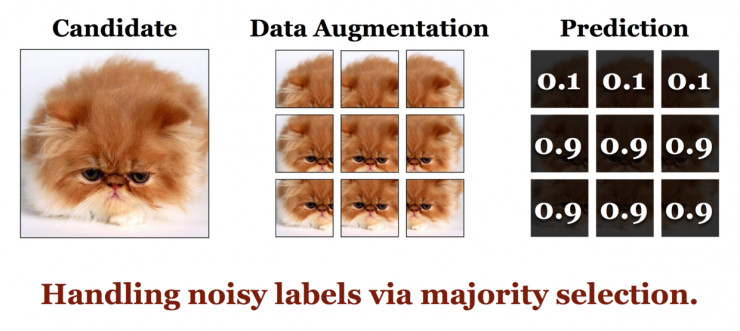 Candidate Data Augmentation Prediction
0.1 0.1 0.1
0.9 0.9 0.9
0.9 0.9 0.9
Handling noisy labels via majority selection.